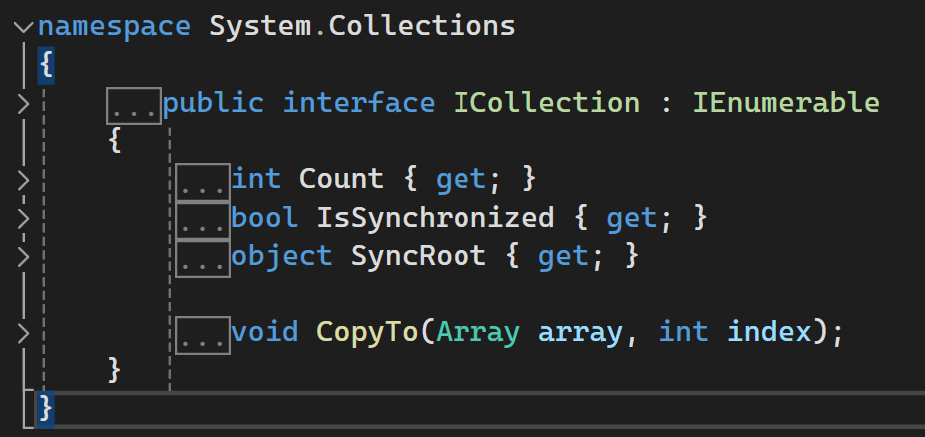 namespace System.Collections
{
...public interface ICollection : IEnumerable
{
...int Count { get; }
...bool IsSynchronized { get; }
...object SyncRoot { get; }
...void CopyTo(Array array, int index);
}
}